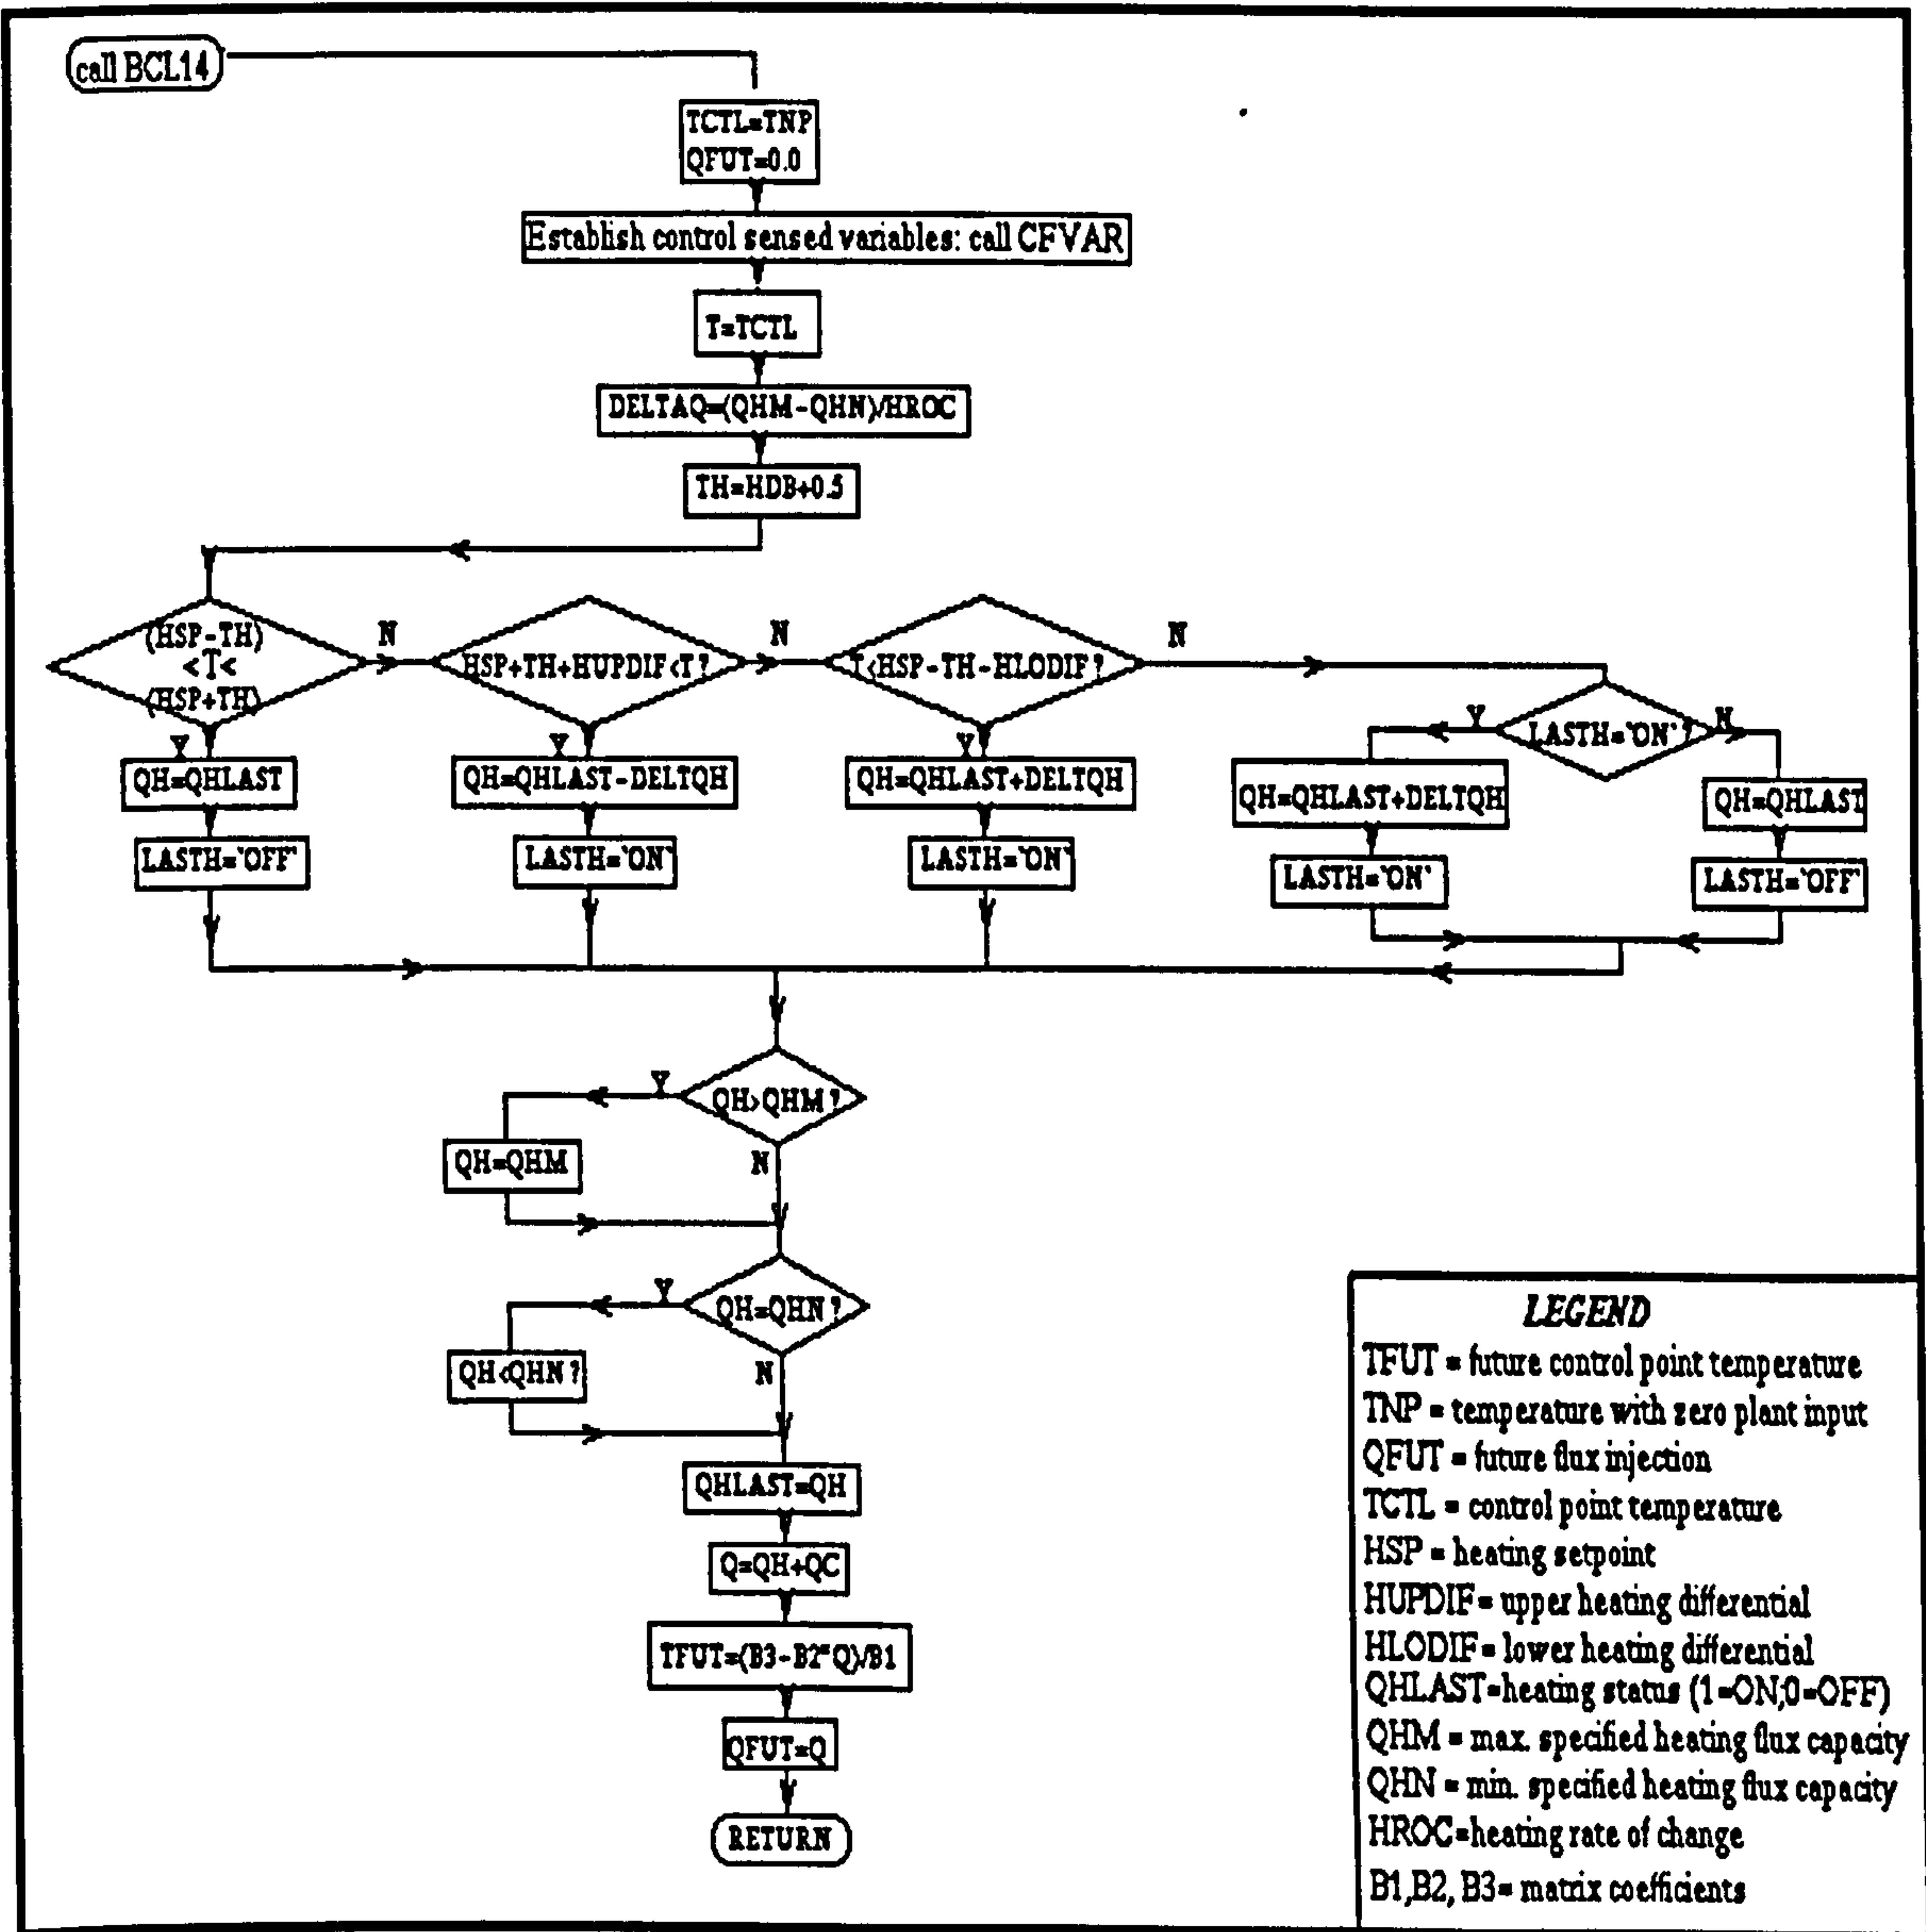 call BCL14
TCTL=TNP
QFUT=0.0
Establish control sensed variables: call CFVAR
T=TCTL
DELTAQ=(QHM-QHN)/HROC
TH=HDB+0.5
(HSP-TH)
<T<
(HSP+TH)
N
HSP+TH+HUPDIF<T?
N
T<HSP-TH-HLODIF?
N
LASTH=`ON`?
Y
N
Y
QH=QHLAST
Y
QH=QHLAST-DELTQH
Y
QH=QHLAST+DELTQH
QH=QHLAST+DELTQH
QH=QHLAST
LASTH=`OFF`
LASTH=`ON`
LASTH=`ON`
LASTH=`ON`
LASTH=`OFF`
Y
QH>QHM?
QH=QHM
N
Y
QH=QHN?
QH<QHN?
N
QHLAST=QH
Q=QH+QC
TFUT=(B3-B2*Q)/B1
QFUT=Q
RETURN
LEGEND
TFUT = future control point temperature
TNP = temperature with zero plant input
QFUT = future flux injection
TCTL = control point temperature
HSP = heating setpoint
HUPDIF= upper heating differential
HLODIF= lower heating differential
QHLAST=heating status (1=ON;0=OFF)
QHM = max. specified heating flux capacity
QHN = min. specified heating flux capacity
HROC=heating rate of change
B1,B2, B3= matrix coefficients